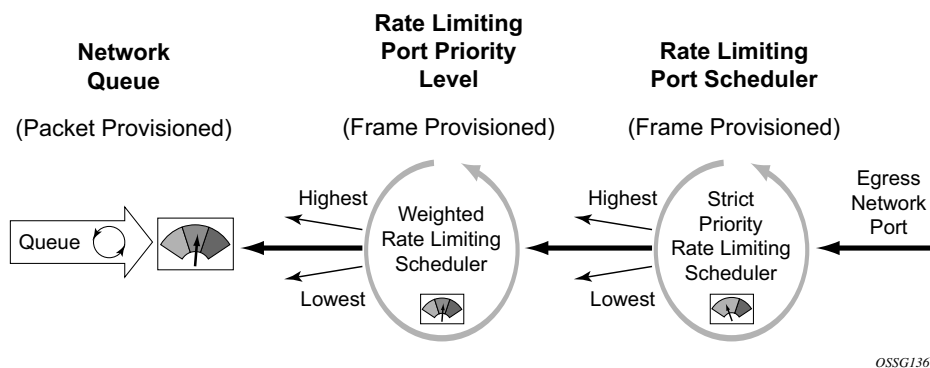 Network
Queue
(Packet Provisioned)
Rate Limiting
Port Priority
Level
(Frame Provisioned)
Rate Limiting
Port Scheduler
(Frame Provisioned)
Queue
Highest
Lowest
Weighted
Rate Limiting
Scheduler
Highest
Lowest
Strict
Priority
Rate Limiting
Scheduler
Egress
Network
Port
OSSG136